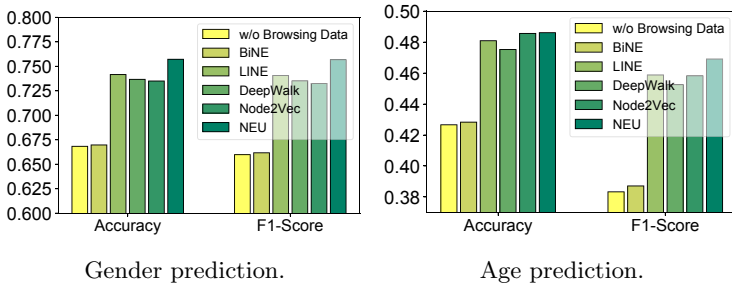 0.800
0.775
0.750
0.725
0.700
0.675
0.650
0.625
0.600
w/o Browsing Data
BiNE
LINE
DeepWalk
Node2Vec
NEU
Accuracy
F1-Score
Gender prediction.
0.50
0.48
0.46
0.44
0.42
0.40
0.38
w/o Browsing Data
BiNE
LINE
DeepWalk
Node2Vec
NEU
Accuracy
F1-Score
Age prediction.